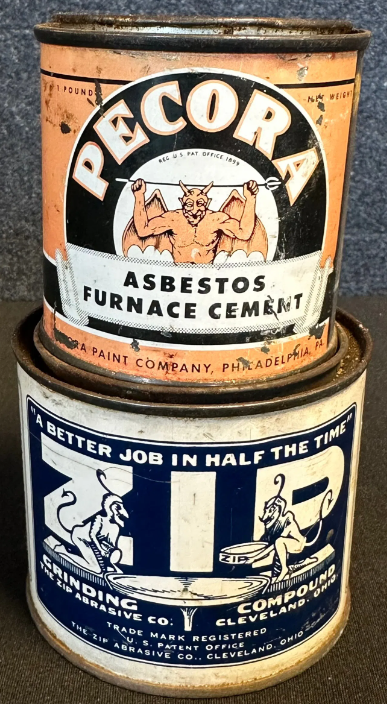 1 POUND
NET WEIGHT
PECORA
REG U S PAT OFFICE 1899
ASBESTOS
FURNACE CEMENT
RA PAINT COMPANY, PHILADELPHIA, PA
"A BETTER JOB IN HALF THE TIME"
ZIP
ZIP
GRINDING
THE ZIP ABRASIVE CO.
COMPOUND
CLEVELAND, OHIO.
TRADE MARK REGISTERED
U. S. PATENT OFFICE
THE ZIP ABRASIVE CO., CLEVELAND, OHIO